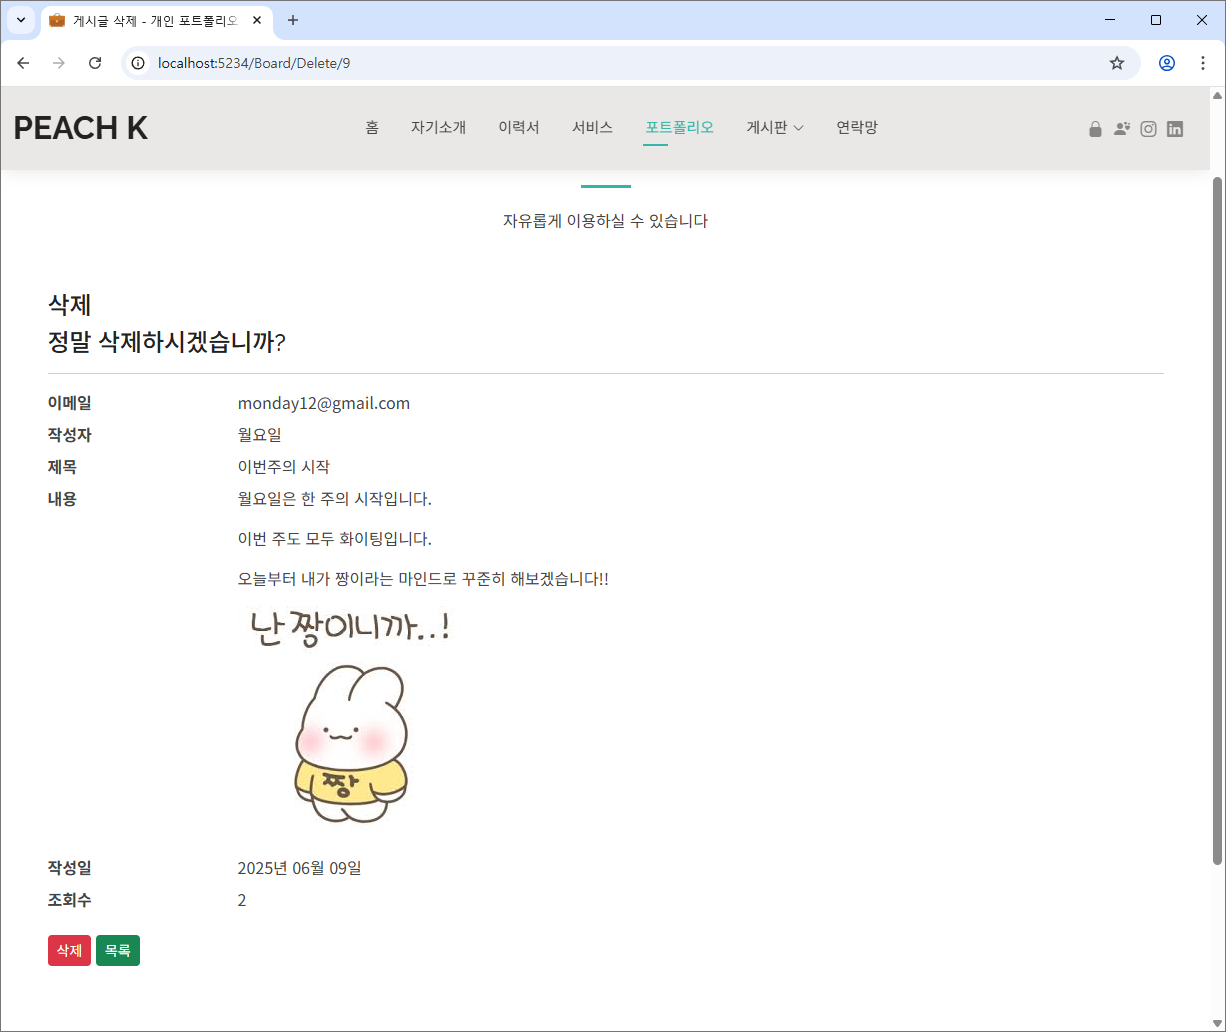 게시글 삭제 - 개인 포트폴리오
localhost:5234/Board/Delete/9
PEACH K
홈 자기소개 이력서 서비스 포트폴리오 게시판 연락망
자유롭게 이용하실 수 있습니다
삭제
정말 삭제하시겠습니까?
이메일 monday12@gmail.com
작성자 월요일
제목 이번주의 시작
내용 월요일은 한 주의 시작입니다.
이번 주도 모두 화이팅입니다.
오늘부터 내가 짱이라는 마인드로 꾸준히 해보겠습니다!!
난 짱이니까..!
짱
작성일 2025년 06월 09일
조회수 2
삭제 목록